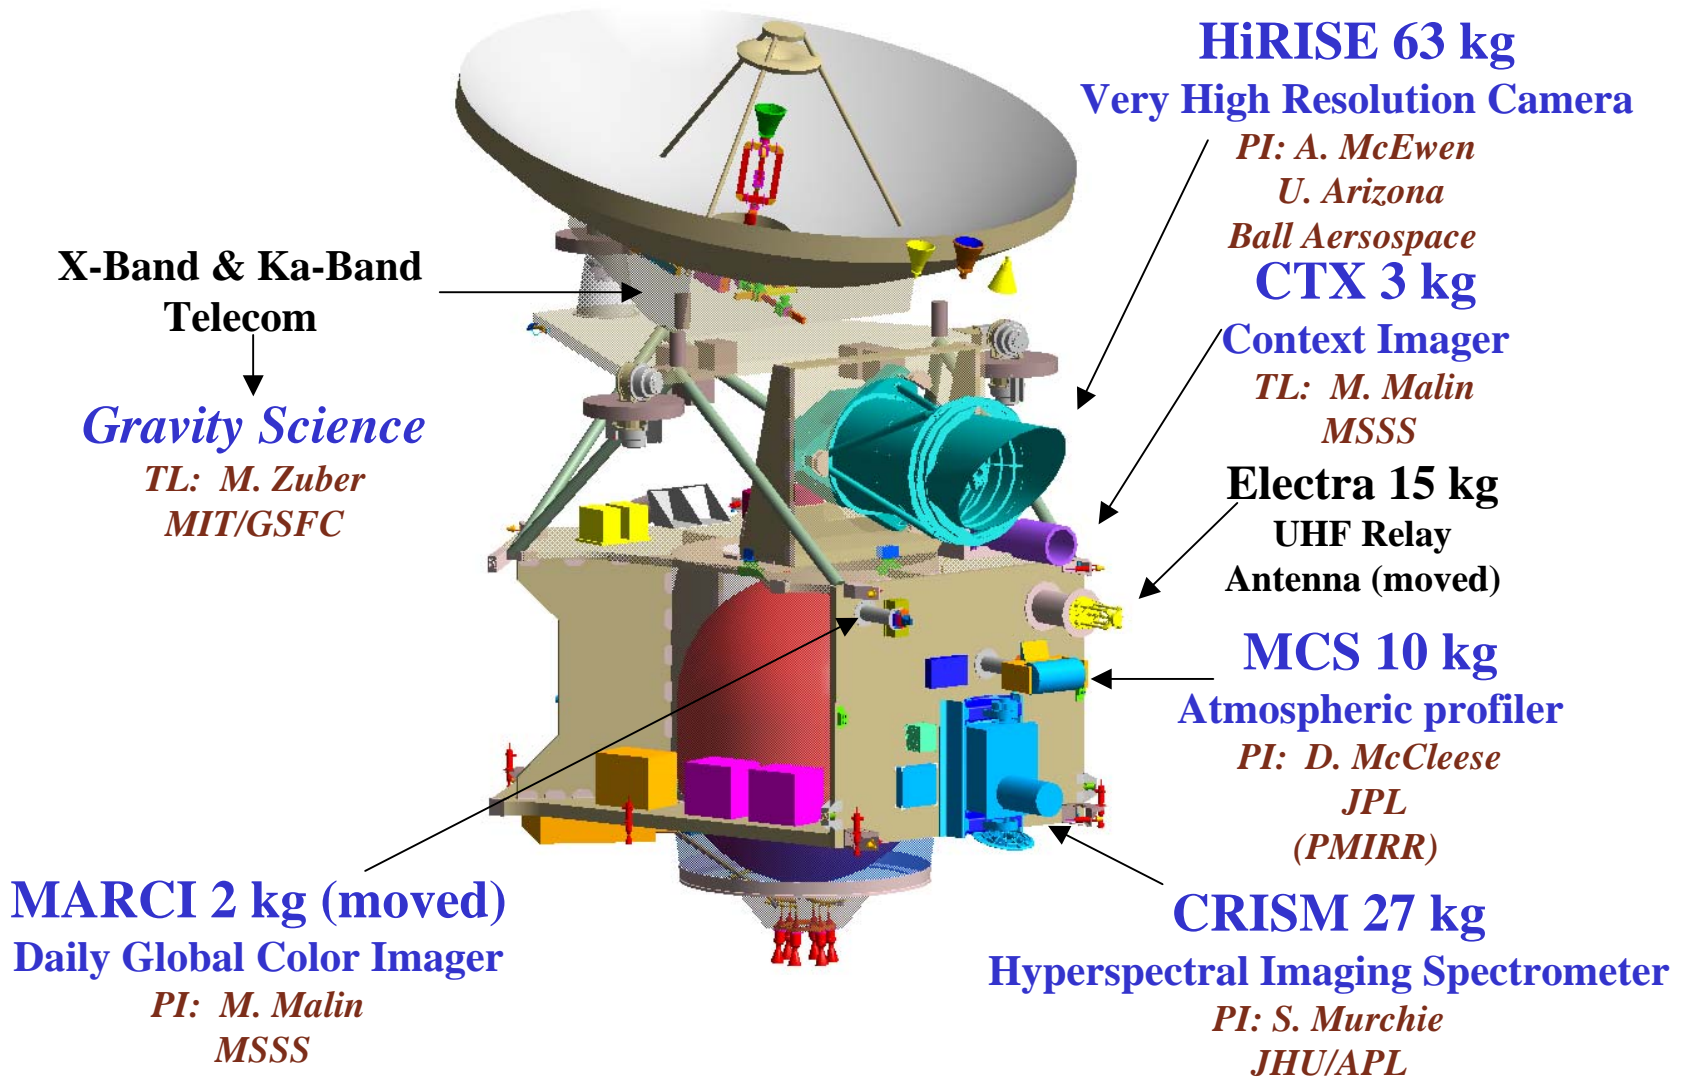 HiRISE 63 kg
Very High Resolution Camera
PI: A. McEwen
U. Arizona
Ball Aersospace
CTX 3 kg
Context Imager
TL: M. Malin
MSSS
Electra 15 kg
UHF Relay
Antenna (moved)
MCS 10 kg
Atmospheric profiler
PI: D. McCleese
JPL
(PMIRR)
CRISM 27 kg
Hyperspectral Imaging Spectrometer
PI: S. Murchie
JHU/APL
X-Band & Ka-Band
Telecom
Gravity Science
TL: M. Zuber
MIT/GSFC
MARCI 2 kg (moved)
Daily Global Color Imager
PI: M. Malin
MSSS